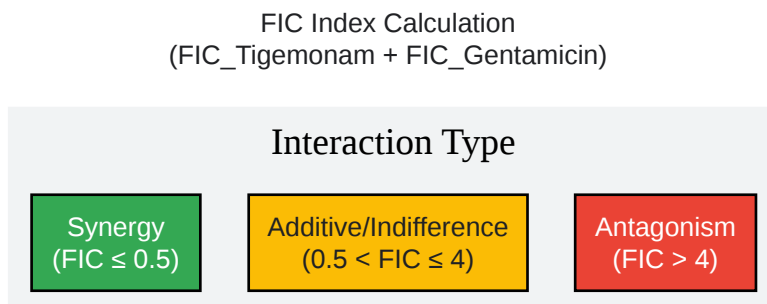 FIC Index Calculation
(FIC_Tigemonam + FIC_Gentamicin)
Interaction Type
Synergy
(FIC ≤ 0.5)
Additive/Indifference
(0.5 < FIC ≤ 4)
Antagonism
(FIC > 4)